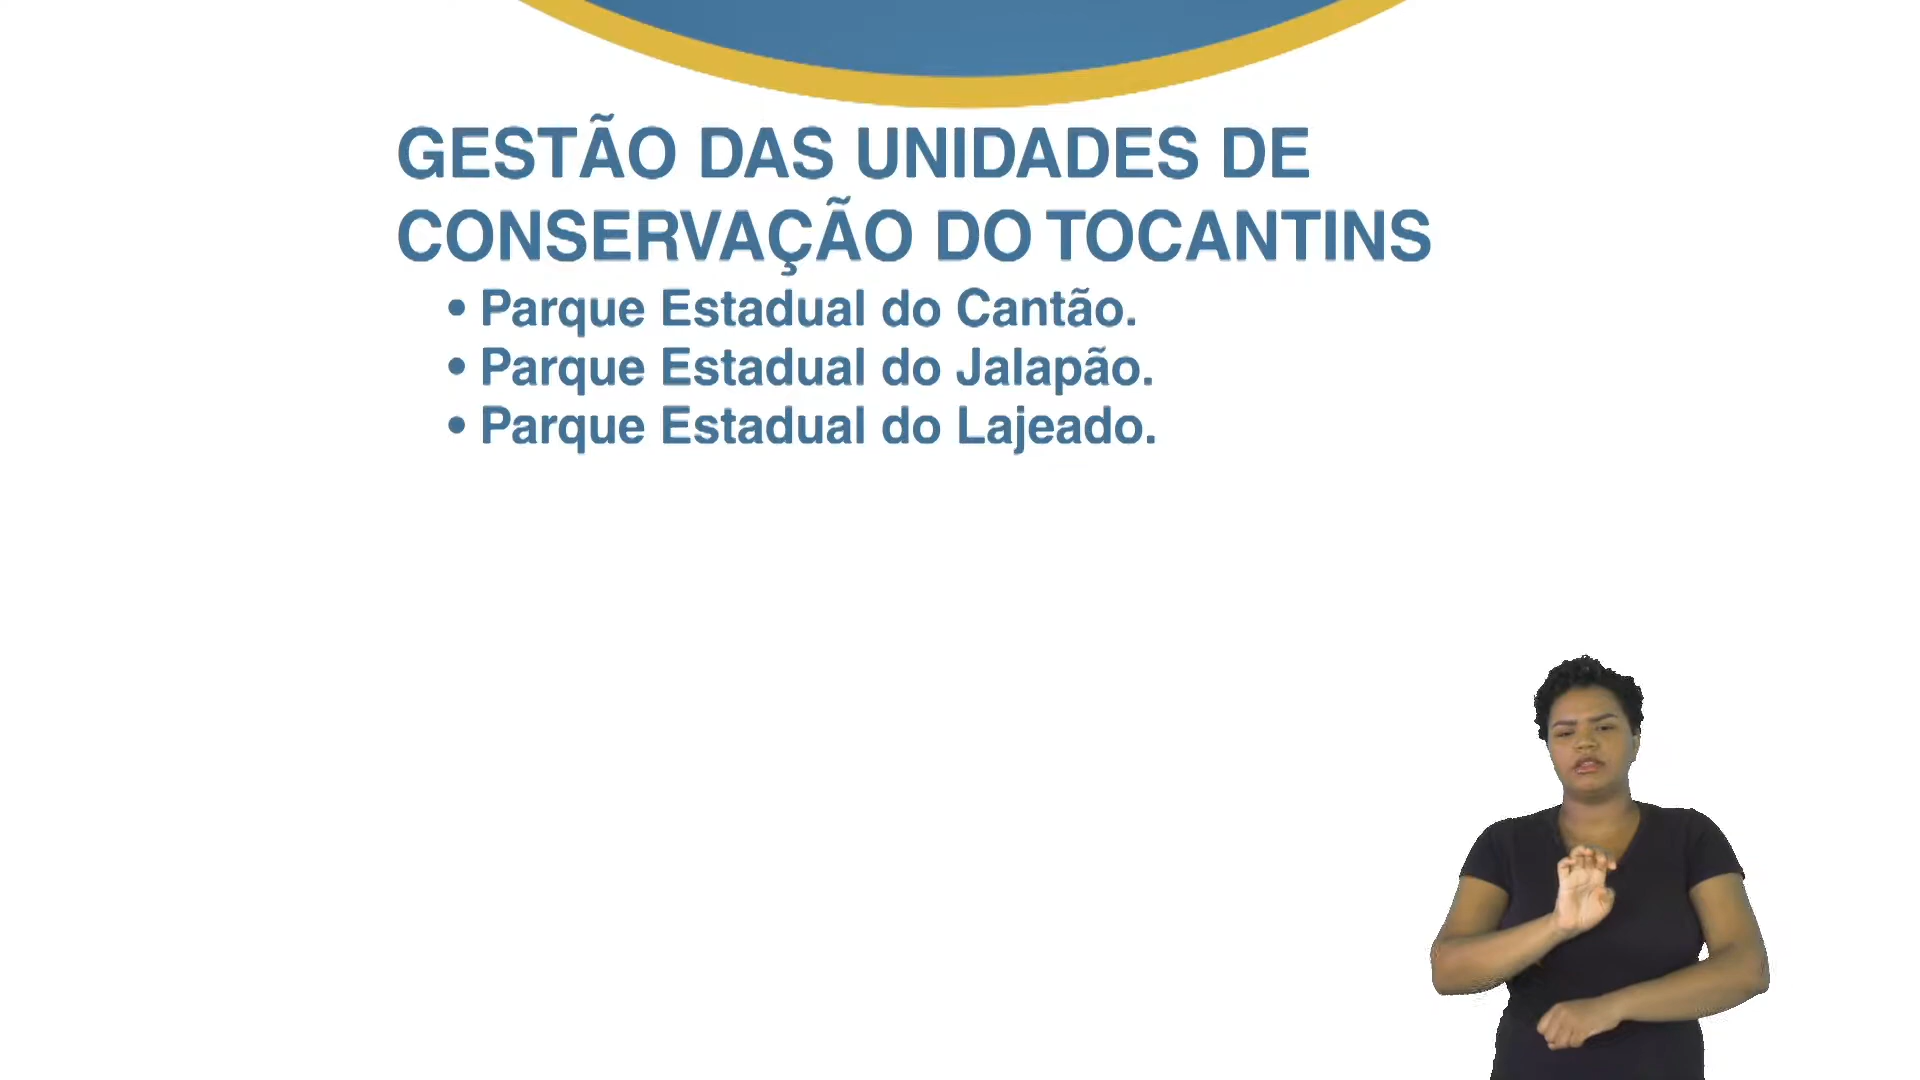 GESTÃO DAS UNIDADES DE
CONSERVAÇÃO DO TOCANTINS
• Parque Estadual do Cantão.
• Parque Estadual do Jalapão.
• Parque Estadual do Lajeado.